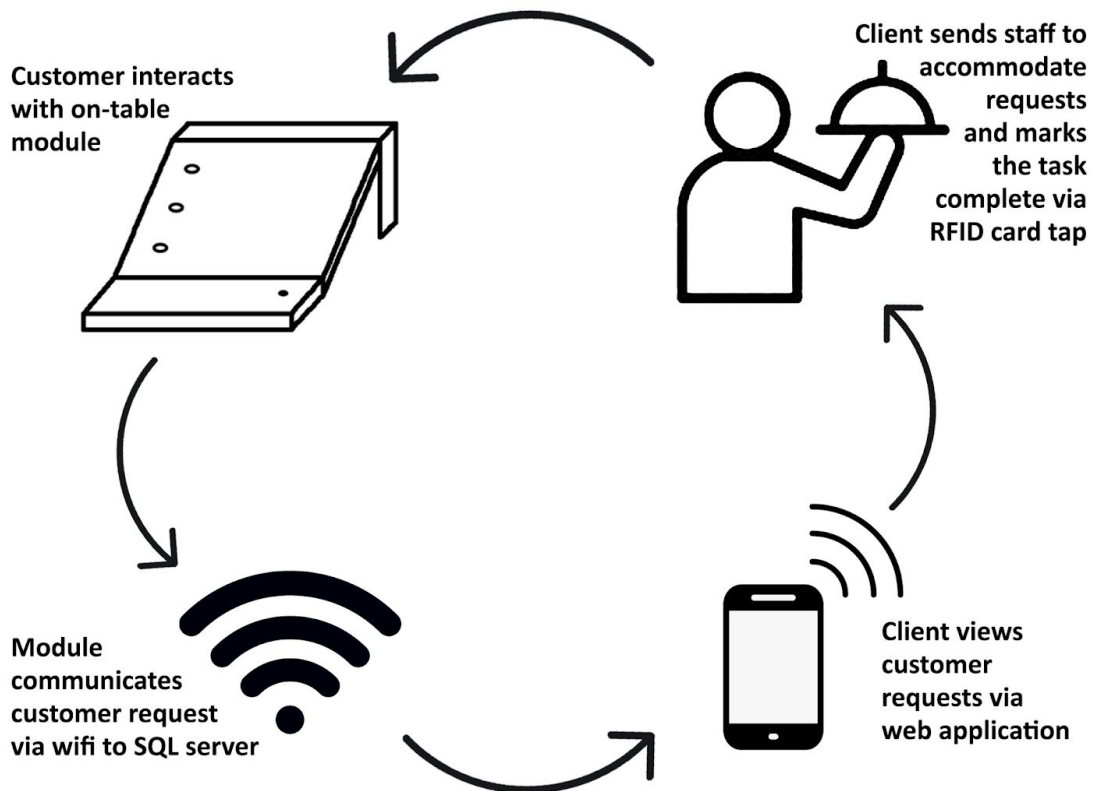 Customer interacts
with on-table
module
Client sends staff to
accommodate
requests
and marks
the task
complete via
RFID card tap
Module
communicates
customer request
via wifi to SQL server
Client views
customer
requests via
web application